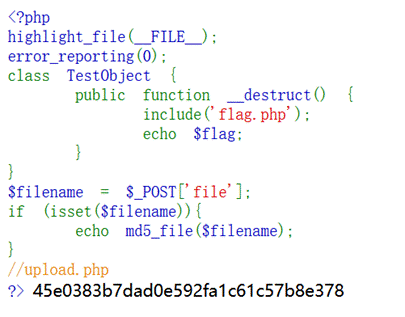 <?php
highlight_file(__FILE__);
error_reporting(0);
class TestObject {
public function __destruct() {
include('flag.php');
echo $flag;
}
}
$filename = $_POST['file'];
if (isset($filename)){
echo md5_file($filename);
}
//upload.php
?> 45e0383b7dad0e592fa1c61c57b8e378